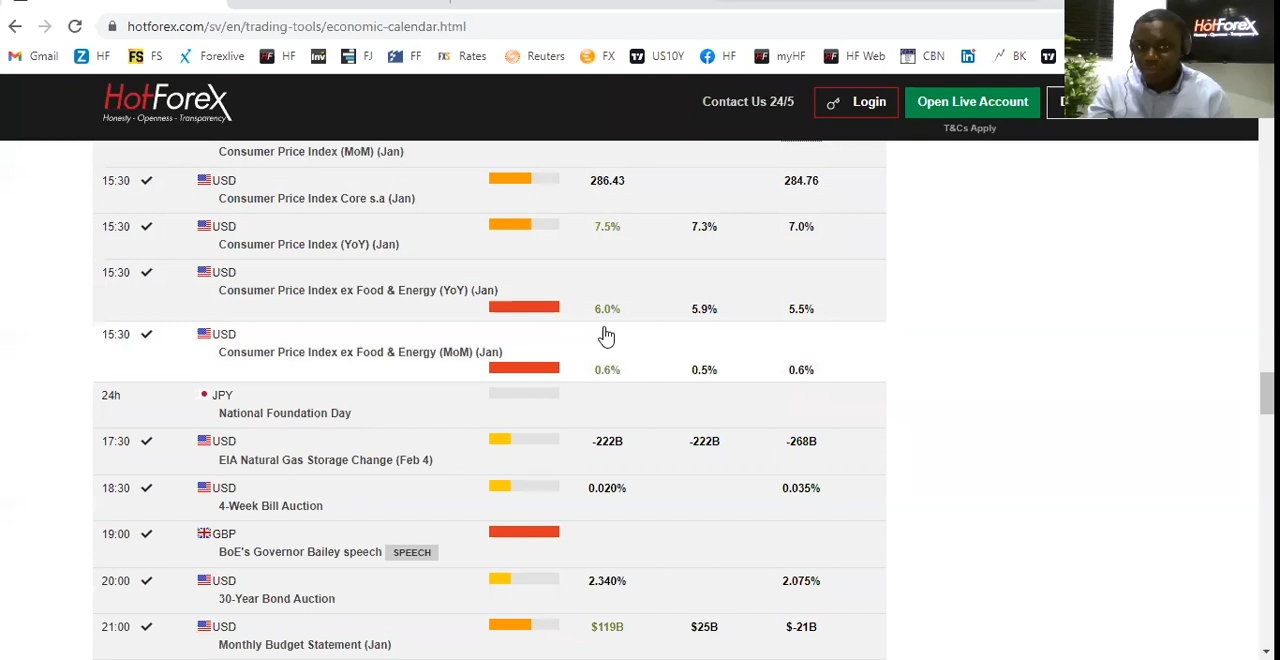 hotforex.com/sv/en/trading-tools/economic-calendar.html
Gmail HF FS Forexlive HF FJ FF Rates Reuters FX US10Y HF myHF HF Web CBN BK
HotForex
Honesty - Openness - Transparency
Contact Us 24/5 Login Open Live Account
T&Cs Apply
HotForex
Honesty - Openness - Transparency
Consumer Price Index (MoM) (Jan)
15:30 USD 286.43 284.76
Consumer Price Index Core s.a (Jan)
15:30 USD 7.5% 7.3% 7.0%
Consumer Price Index (YoY) (Jan)
15:30 USD
Consumer Price Index ex Food & Energy (YoY) (Jan)
6.0% 5.9% 5.5%
15:30 USD
Consumer Price Index ex Food & Energy (MoM) (Jan)
0.6% 0.5% 0.6%
24h JPY
National Foundation Day
17:30 USD -222B -222B -268B
EIA Natural Gas Storage Change (Feb 4)
18:30 USD 0.020% 0.035%
4-Week Bill Auction
19:00 GBP
BoE's Governor Bailey speech SPEECH
20:00 USD 2.340% 2.075%
30-Year Bond Auction
21:00 USD $119B $25B $-21B
Monthly Budget Statement (Jan)